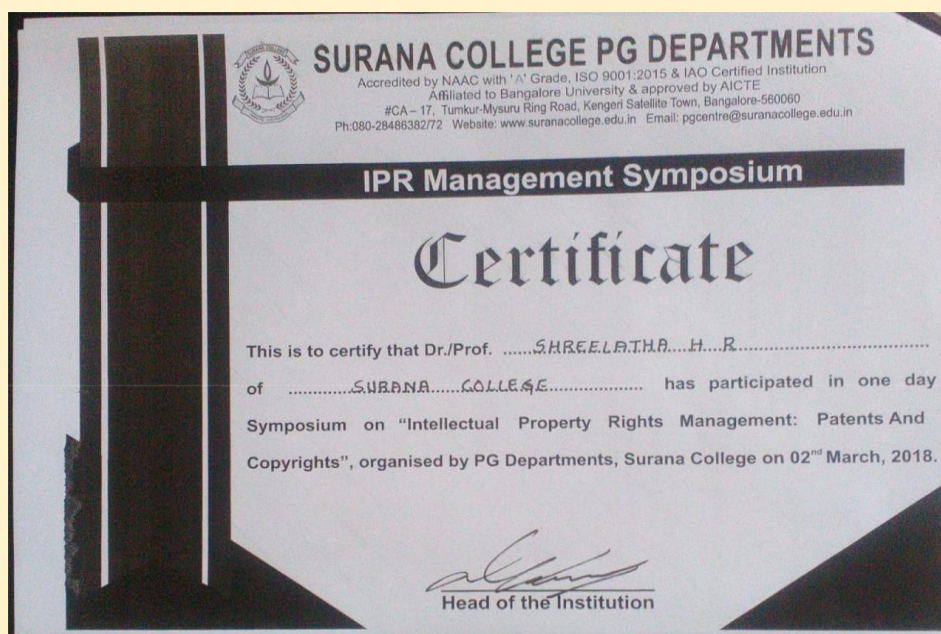 SURANA COLLEGE PG DEPARTMENTS
Accredited by NAAC with 'A' Grade, ISO 9001:2015 & IAO Certified Institution
Affiliated to Bangalore University & approved by AICTE
#CA – 17, Tumkur-Mysuru Ring Road, Kengeri Satellite Town, Bangalore-560060
Ph:080-28486382/72 Website: www.suranacollege.edu.in Email: pgcentre@suranacollege.edu.in
IPR Management Symposium
Certificate
This is to certify that Dr./Prof. ......SHREELATHA....H...R......................................
of .............SURANA.....COLLEGE................... has participated in one day
Symposium on “Intellectual Property Rights Management: Patents And
Copyrights”, organised by PG Departments, Surana College on 02nd March, 2018.
Head of the Institution